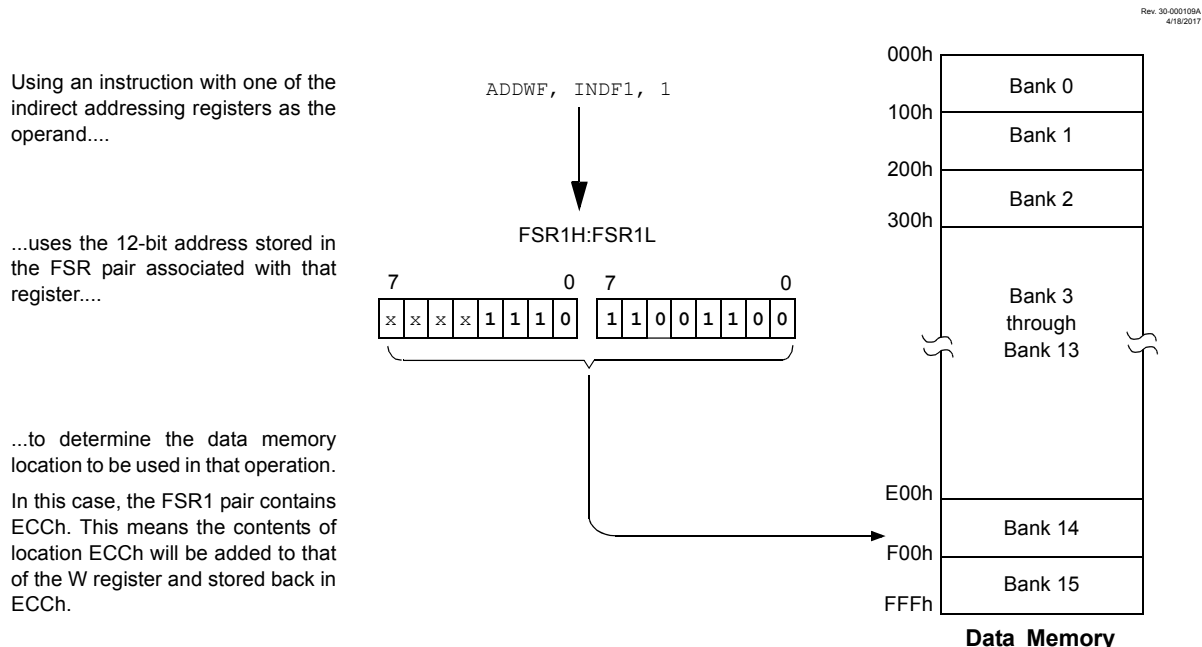 Rev. 30-000109A
4/18/2017
Using an instruction with one of the
indirect addressing registers as the
operand....
ADDWF, INDF1, 1
...uses the 12-bit address stored in
the FSR pair associated with that
register....
FSR1H:FSR1L
7 0 7 0
x x x x 1 1 1 0 1 1 0 0 1 1 0 0
...to determine the data memory
location to be used in that operation.
In this case, the FSR1 pair contains
ECCh. This means the contents of
location ECCh will be added to that
of the W register and stored back in
ECCh.
000h
Bank 0
100h
Bank 1
200h
Bank 2
300h
Bank 3
through
Bank 13
E00h
Bank 14
F00h
Bank 15
FFFh
Data Memory